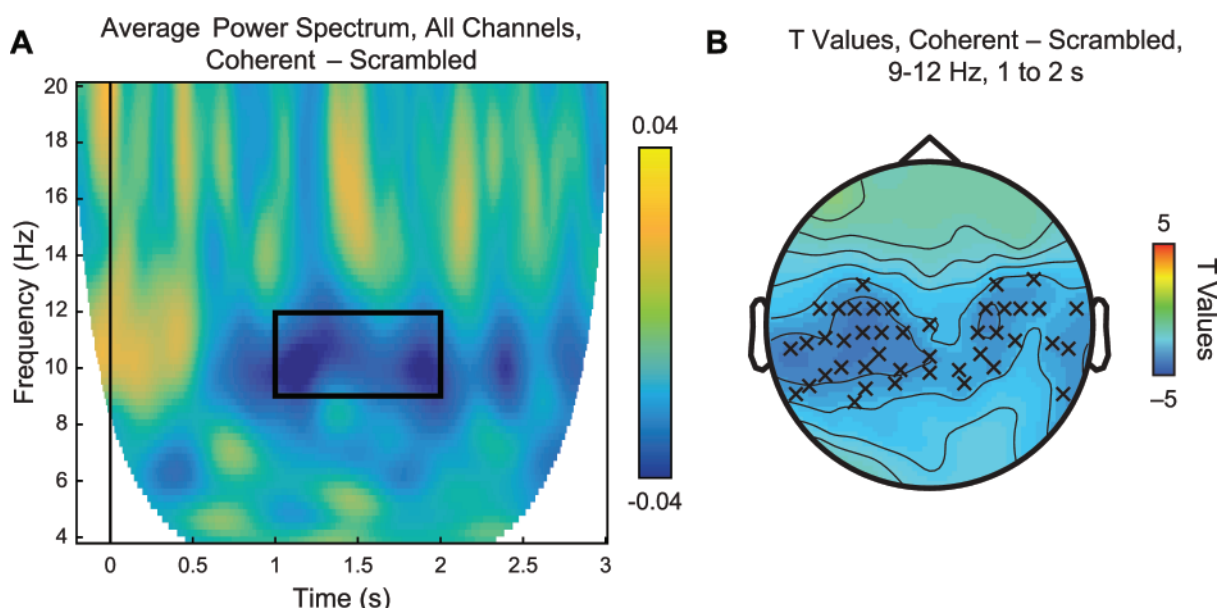 A
Average Power Spectrum, All Channels,
Coherent – Scrambled
20
18
16
14
12
10
8
6
4
Frequency (Hz)
0
0.5
1
1.5
2
2.5
3
Time (s)
0.04
-0.04
B
T Values, Coherent – Scrambled,
9-12 Hz, 1 to 2 s
5
–5
T Values